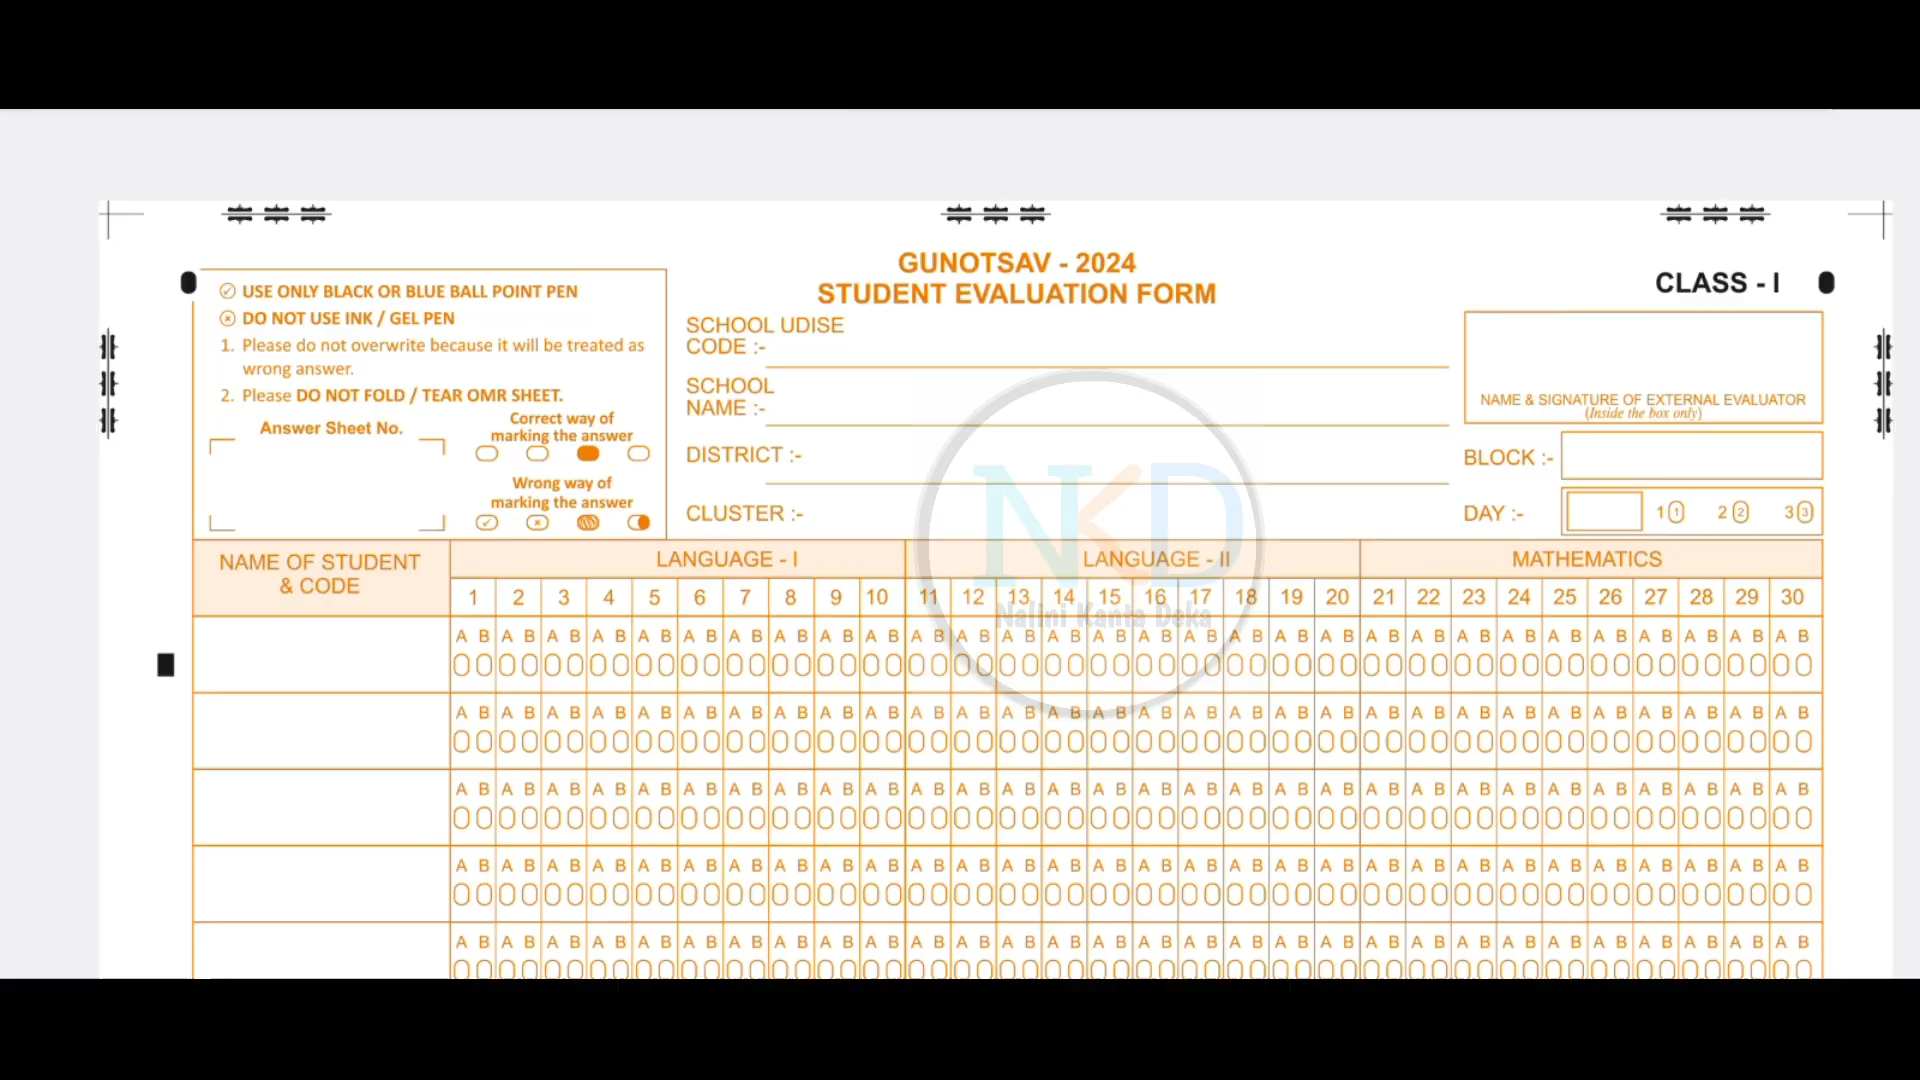 GUNOTSAV - 2024
STUDENT EVALUATION FORM
CLASS - I
USE ONLY BLACK OR BLUE BALL POINT PEN
DO NOT USE INK / GEL PEN
1. Please do not overwrite because it will be treated as
wrong answer.
2. Please DO NOT FOLD / TEAR OMR SHEET.
Answer Sheet No.
Correct way of
marking the answer
Wrong way of
marking the answer
SCHOOL UDISE
CODE :-
SCHOOL
NAME :-
DISTRICT :-
CLUSTER :-
NAME & SIGNATURE OF EXTERNAL EVALUATOR
(Inside the box only)
BLOCK :-
DAY :- 1 1 2 2 3 3
NKD
Nalini Kanta Deka
NAME OF STUDENT
& CODE
LANGUAGE - I LANGUAGE - II MATHEMATICS
1 2 3 4 5 6 7 8 9 10 11 12 13 14 15 16 17 18 19 20 21 22 23 24 25 26 27 28 29 30
A B A B A B A B A B A B A B A B A B A B A B A B A B A B A B A B A B A B A B A B A B A B A B A B A B A B A B A B A B A B
A B A B A B A B A B A B A B A B A B A B A B A B A B A B A B A B A B A B A B A B A B A B A B A B A B A B A B A B A B A B
A B A B A B A B A B A B A B A B A B A B A B A B A B A B A B A B A B A B A B A B A B A B A B A B A B A B A B A B A B A B
A B A B A B A B A B A B A B A B A B A B A B A B A B A B A B A B A B A B A B A B A B A B A B A B A B A B A B A B A B A B
A B A B A B A B A B A B A B A B A B A B A B A B A B A B A B A B A B A B A B A B A B A B A B A B A B A B A B A B A B A B